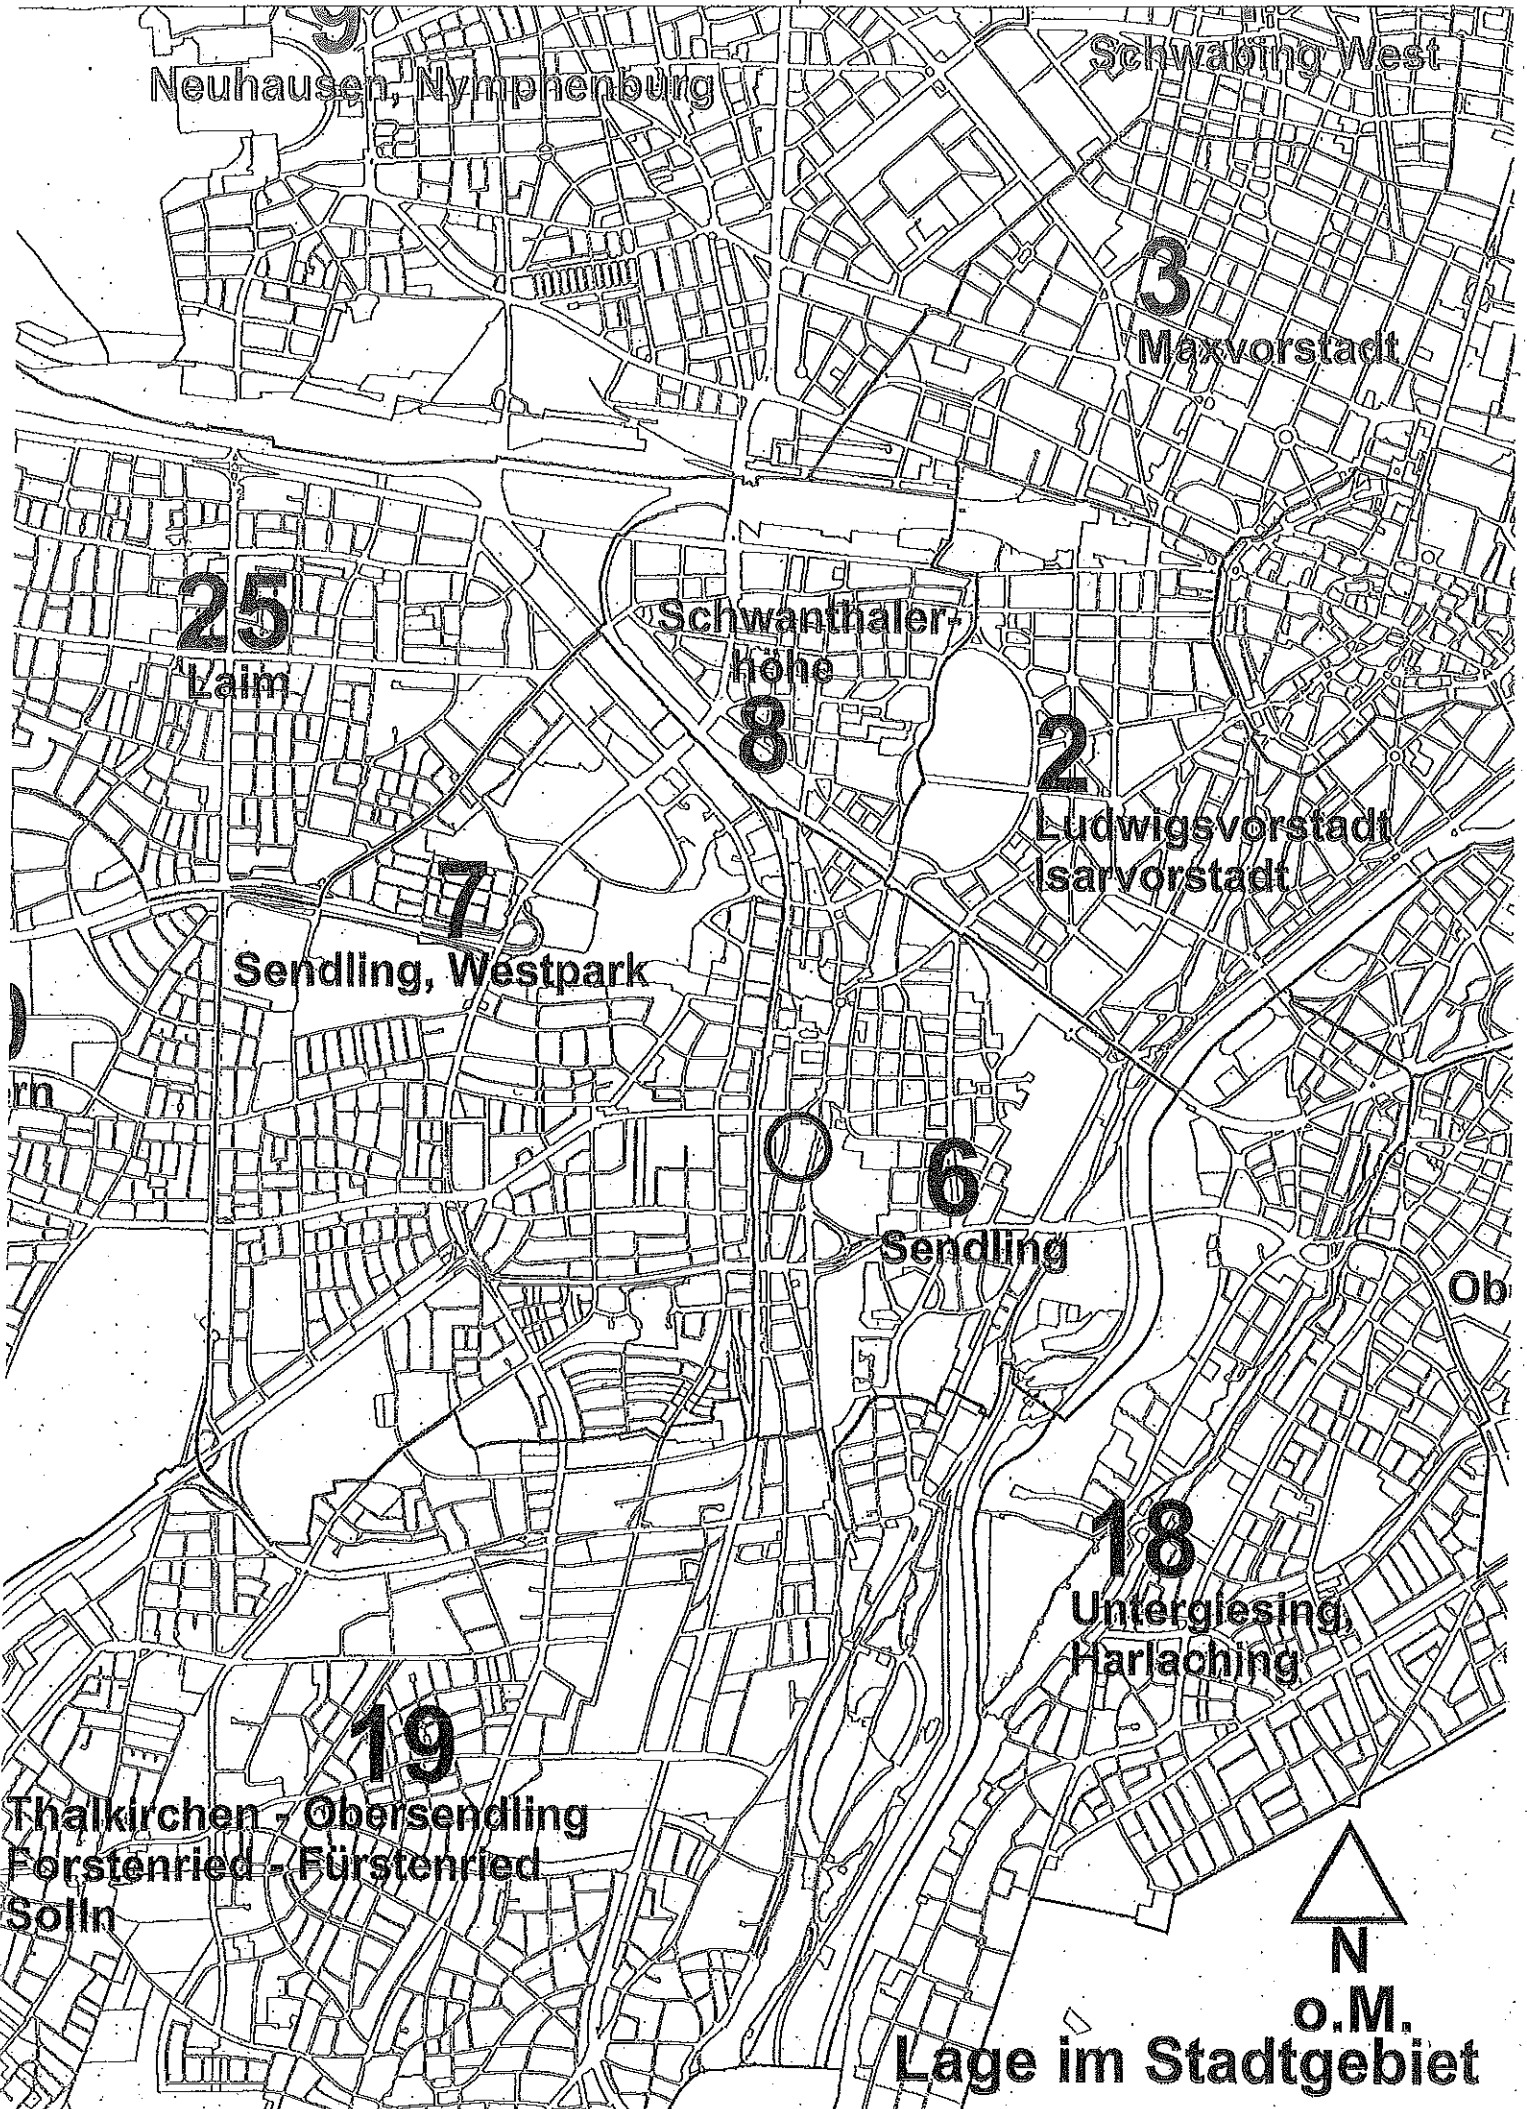 9
Neuhausen, Nymphenburg
Schwabing West
3
Maxvorstadt
25
Laim
Schwanthaler-
höhe
8
2
Ludwigsvorstadt
Isarvorstadt
7
Sendling, Westpark
rn
6
Sendling
Ob
18
Untergiesing,
Harlaching
19
Thalkirchen - Obersendling
Forstenried - Fürstenried
Solln
N
o.M.
Lage im Stadtgebiet